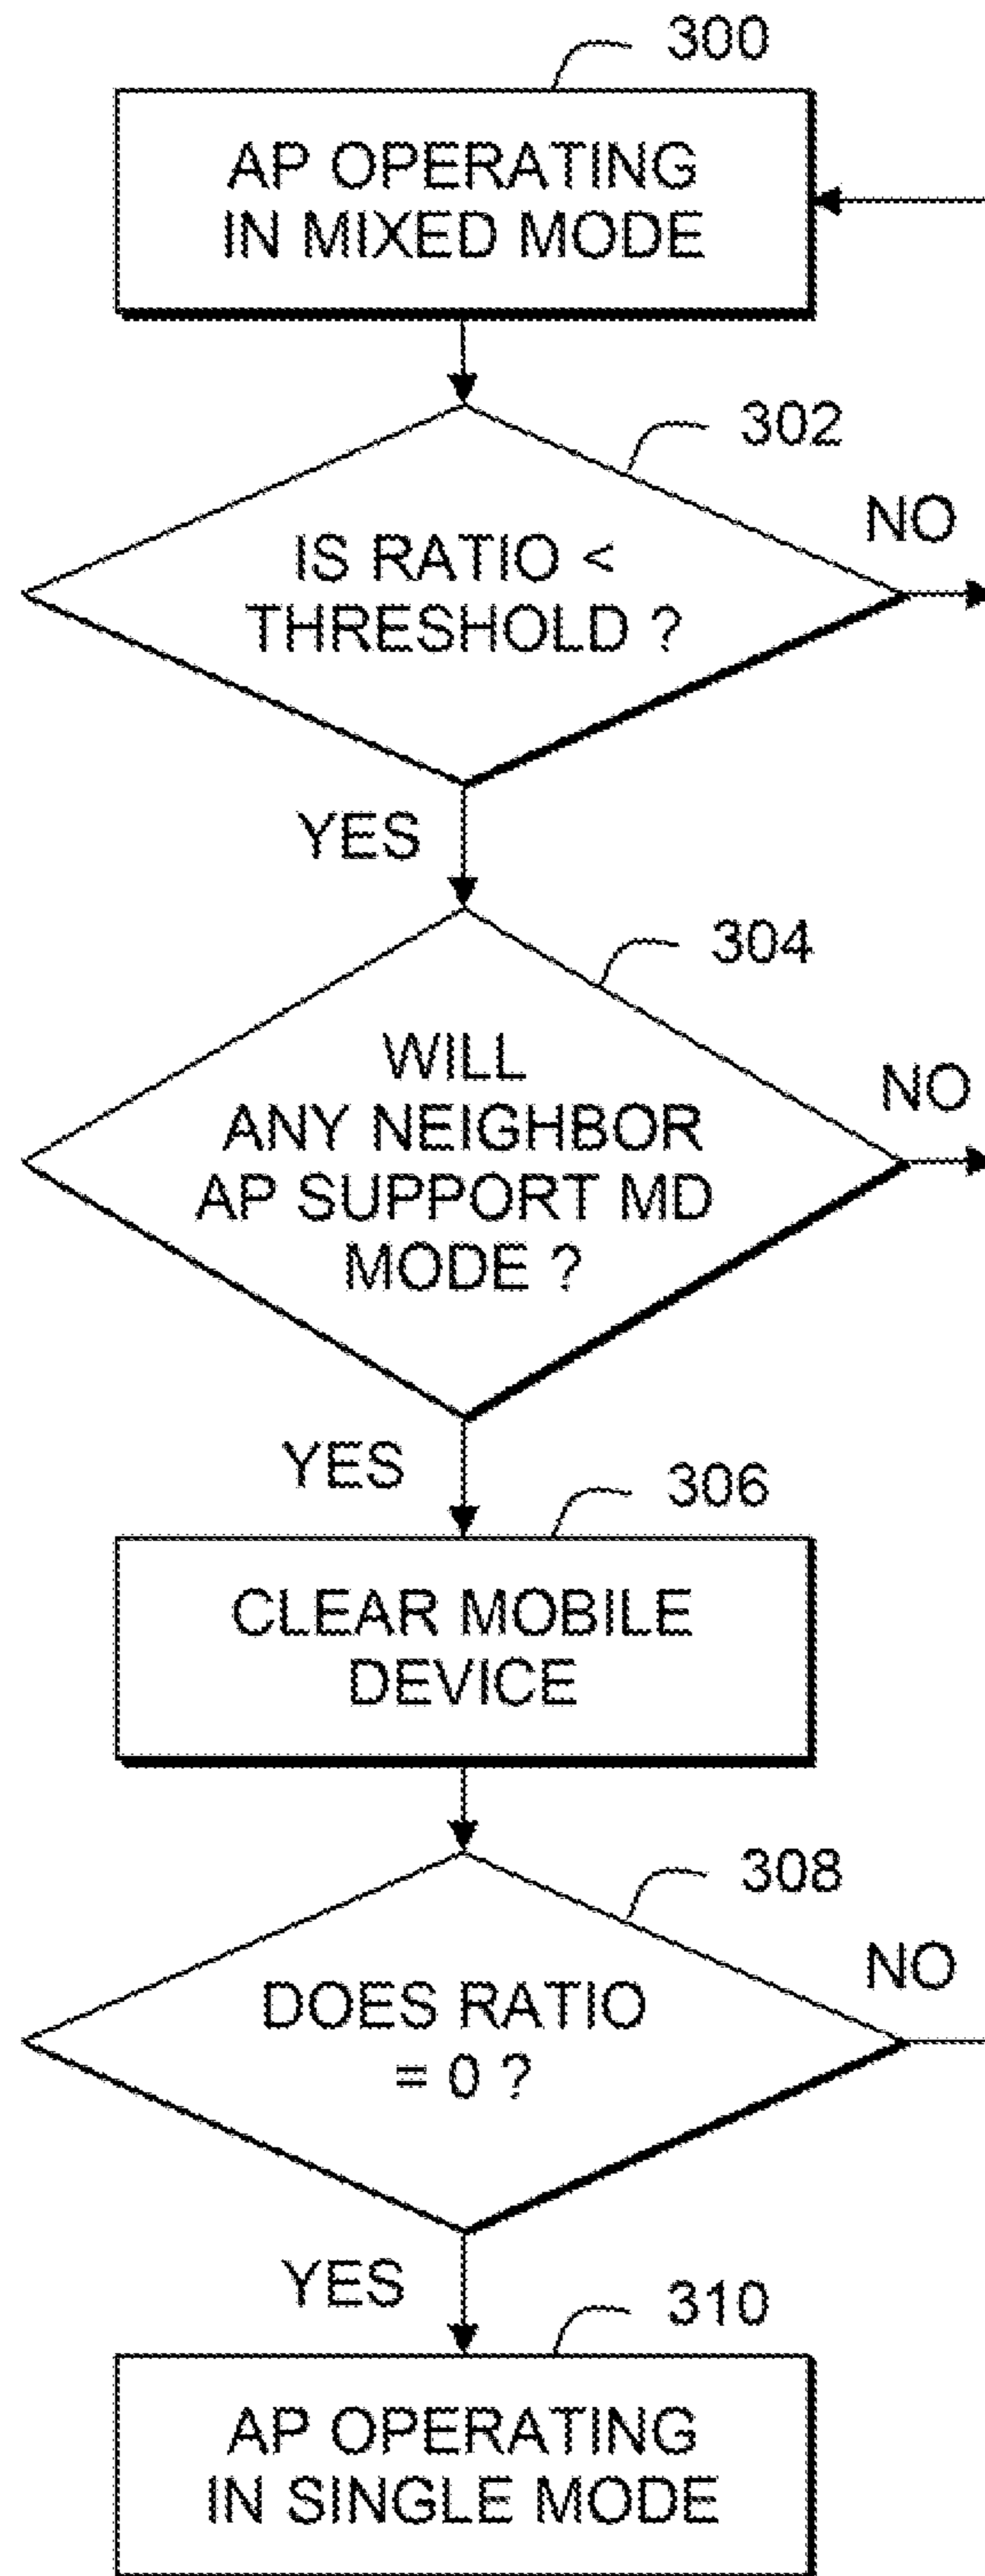 300
AP OPERATING
IN MIXED MODE
302
NO
IS RATIO <
THRESHOLD ?
YES
304
NO
WILL
ANY NEIGHBOR
AP SUPPORT MD
MODE ?
YES
306
CLEAR MOBILE
DEVICE
308
NO
DOES RATIO
= 0 ?
YES
310
AP OPERATING
IN SINGLE MODE